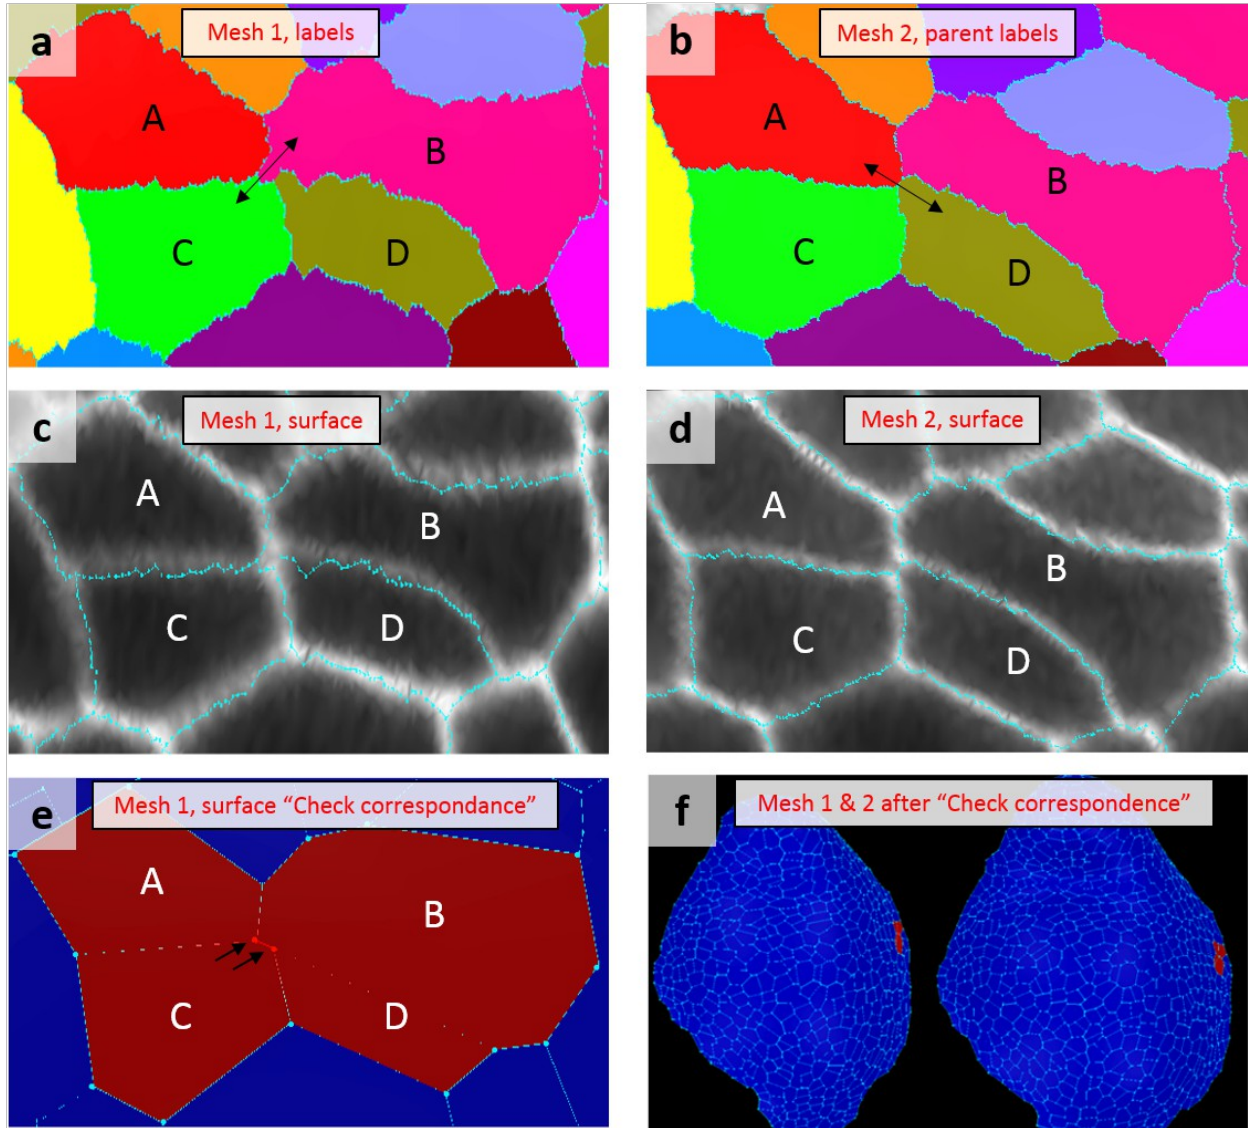 a
Mesh 1, labels
A
B
C
D
b
Mesh 2, parent labels
A
B
C
D
c
Mesh 1, surface
A
B
C
D
d
Mesh 2, surface
A
B
C
D
e
Mesh 1, surface “Check correspondance”
A
B
C
D
f
Mesh 1 & 2 after “Check correspondence”